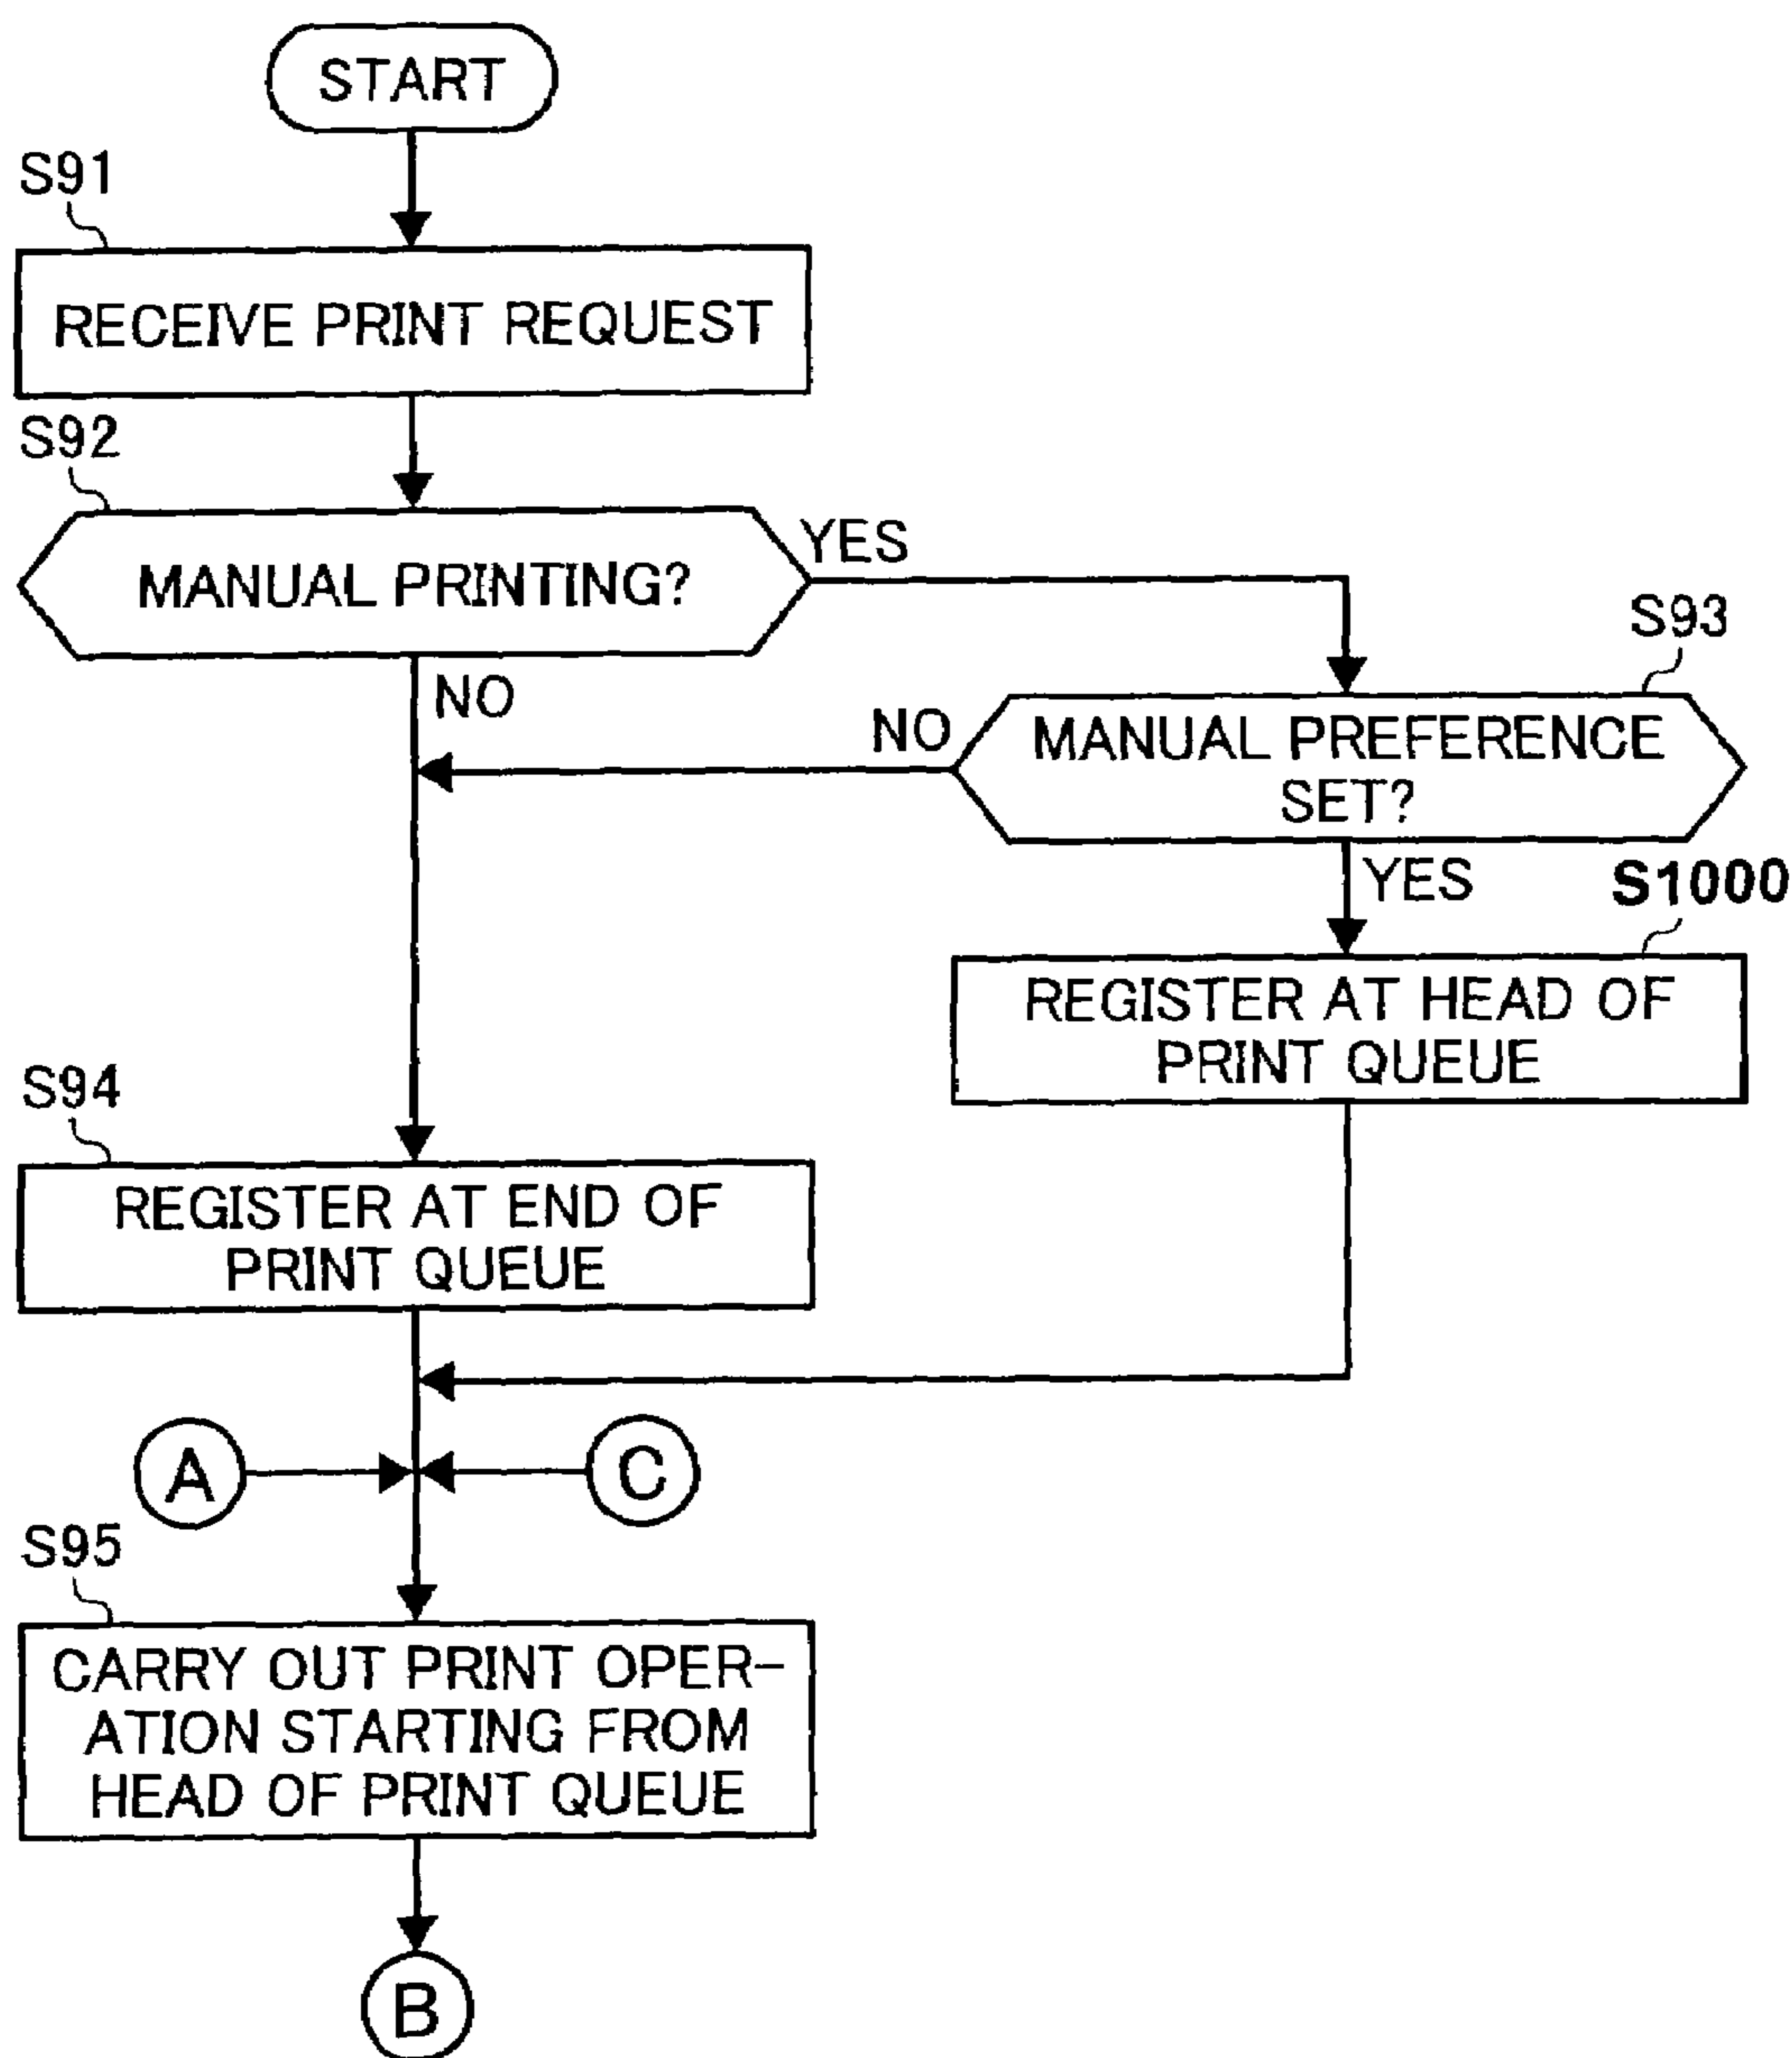 START
S91
RECEIVE PRINT REQUEST
S92
MANUAL PRINTING?
YES
NO
S93
NO
MANUAL PREFERENCE
SET?
YES
S1000
REGISTER AT HEAD OF
PRINT QUEUE
S94
REGISTER AT END OF
PRINT QUEUE
A
C
S95
CARRY OUT PRINT OPER-
ATION STARTING FROM
HEAD OF PRINT QUEUE
B